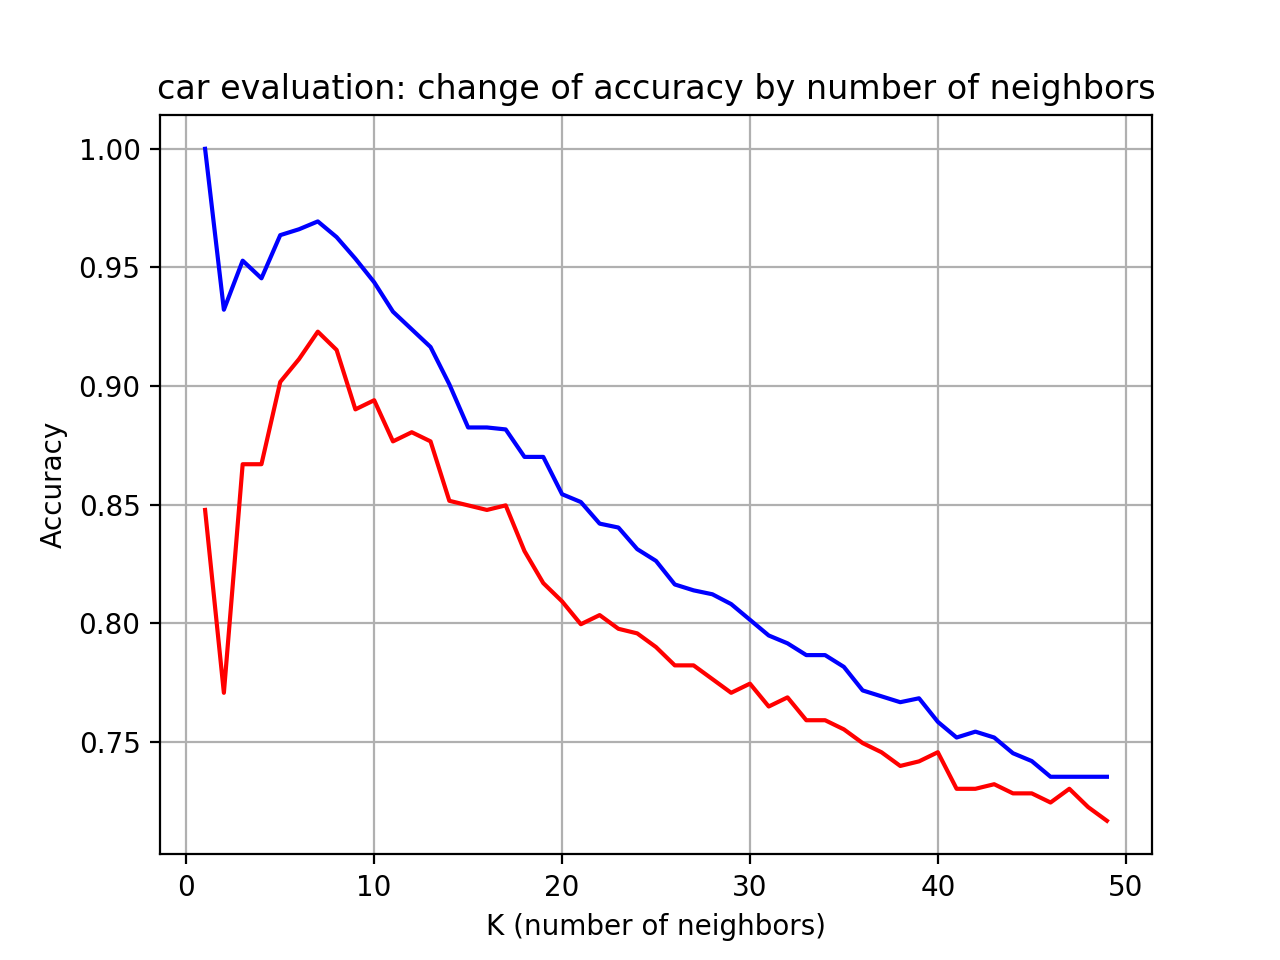 car evaluation: change of accuracy by number of neighbors
1.00
0.95
0.90
0.85
0.80
0.75
Accuracy
0 10 20 30 40 50
K (number of neighbors)